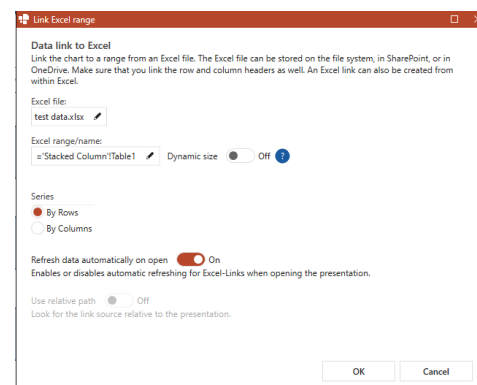 Link Excel range
Data link to Excel
Link the chart to a range from an Excel file. The Excel file can be stored on the file system, in SharePoint, or in
OneDrive. Make sure that you link the row and column headers as well. An Excel link can also be created from
within Excel.
Excel file:
test data.xlsx
Excel range/name:
='Stacked Column'!Table1 Dynamic size Off ?
Series
By Rows
By Columns
Refresh data automatically on open On
Enables or disables automatic refreshing for Excel-Links when opening the presentation.
Use relative path Off
Look for the link source relative to the presentation.
OK Cancel